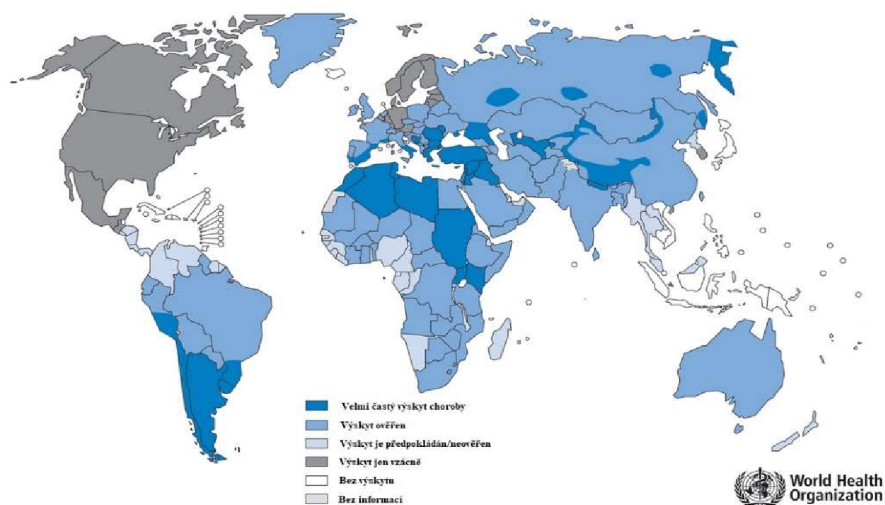 Velmi častý výskyt choroby
Výskyt ověřen
Výskyt je předpokládán/neověřen
Výskyt jen vzácně
Bez výskytu
Bez informací
World Health
Organization